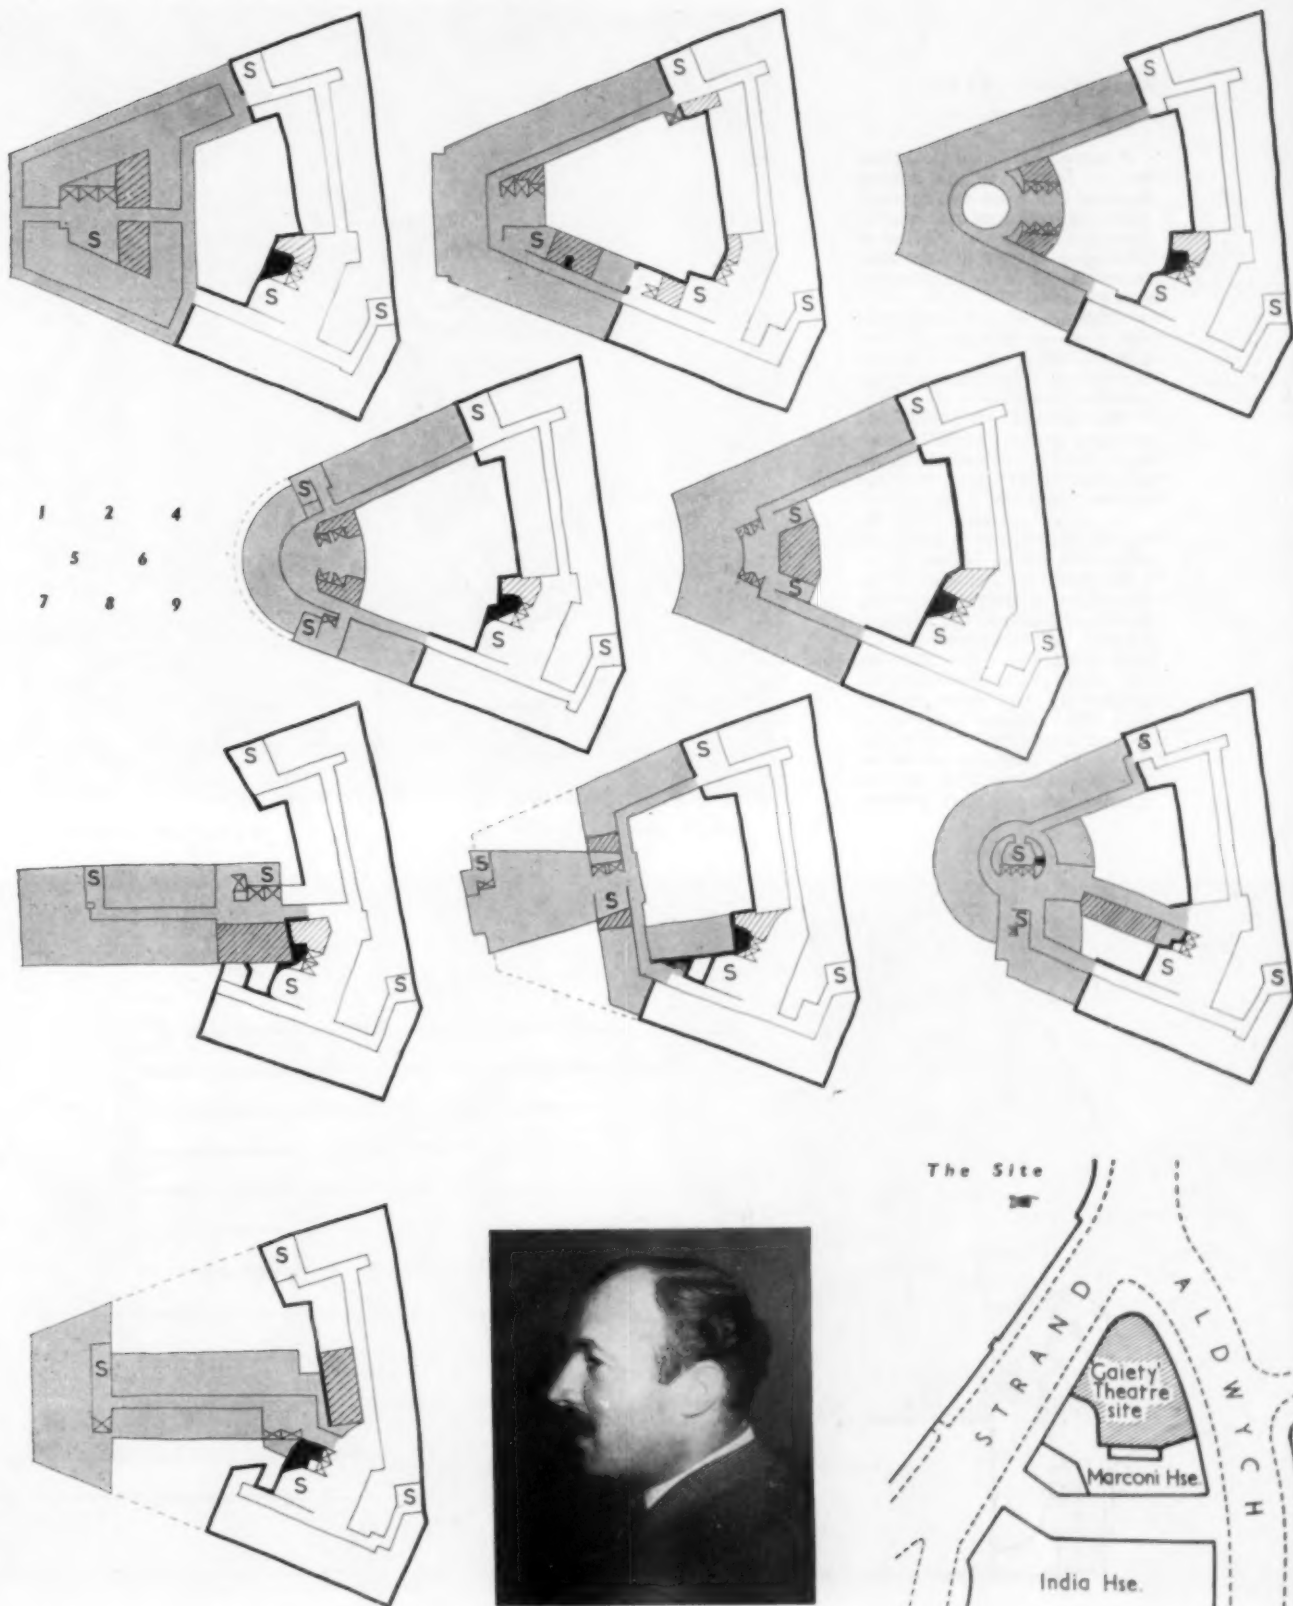 S S S
S S S
S S S
S S
1 2 4
5 6
7 8 9
S S
S S S
S S
S S S
S S S S
S S S
S S S
The Site
STRAND
ALDWYCH
'Gaiety'
Theatre
site
Marconi Hse.
India Hse.
S
S
S S